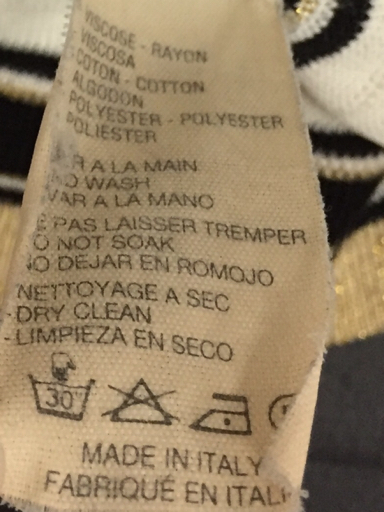 VISCOSE - RAYON
VISCOSA
COTON - COTTON
ALGODON
POLYESTER - POLYESTER
POLIESTER
R A LA MAIN
WASH
VAR A LA MANO
PAS LAISSER TREMPER
O NOT SOAK
NO DEJAR EN ROMOJO
NETTOYAGE A SEC
- DRY CLEAN
- LIMPIEZA EN SECO
30°
MADE IN ITALY
FABRIQUÉ EN ITALI